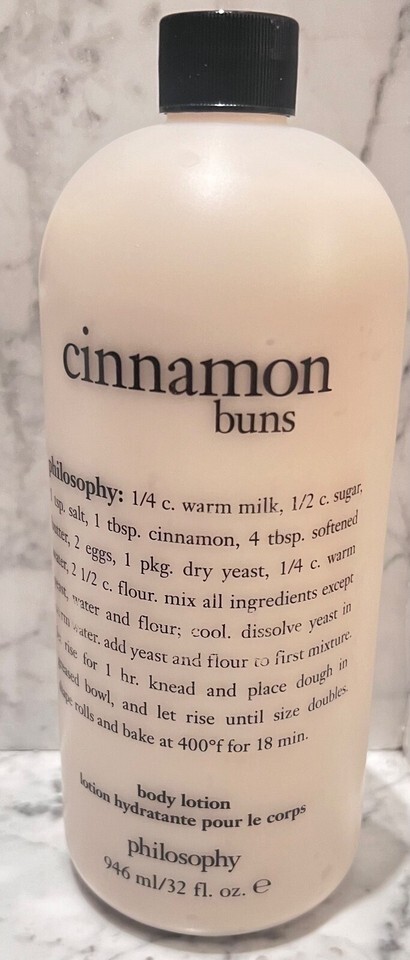 cinnamon
buns
philosophy: 1/4 c. warm milk, 1/2 c. sugar,
tsp. salt, 1 tbsp. cinnamon, 4 tbsp. softened
2 eggs, 1 pkg. dry yeast, 1/4 c. warm
2 1/2 c. flour. mix all ingredients except
water and flour; cool. dissolve yeast in
water. add yeast and flour to first mixture.
rise for 1 hr. knead and place dough in
bowl, and let rise until size doubles.
rolls and bake at 400°f for 18 min.
body lotion
lotion hydratante pour le corps
philosophy
946 ml/32 fl. oz. ℮